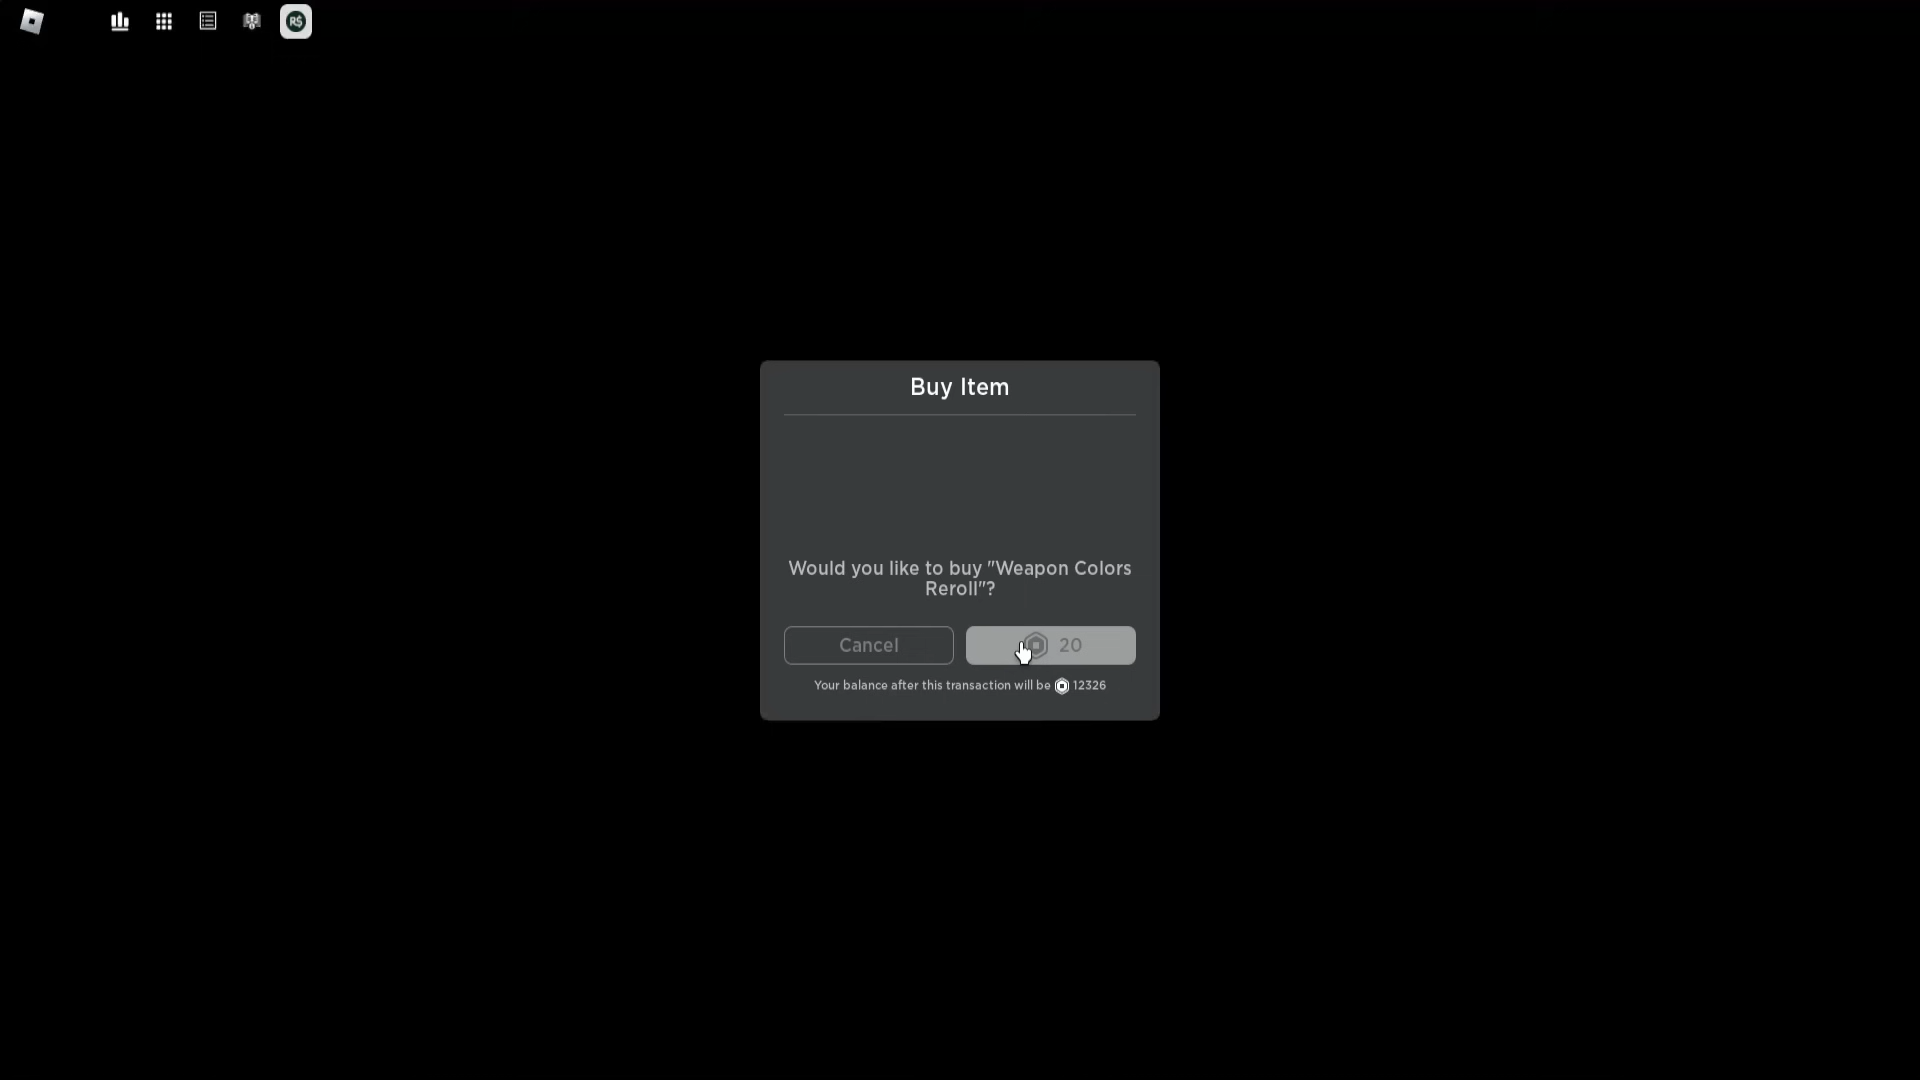 R$
Buy Item
Would you like to buy "Weapon Colors
Reroll"?
Cancel
20
Your balance after this transaction will be 12326